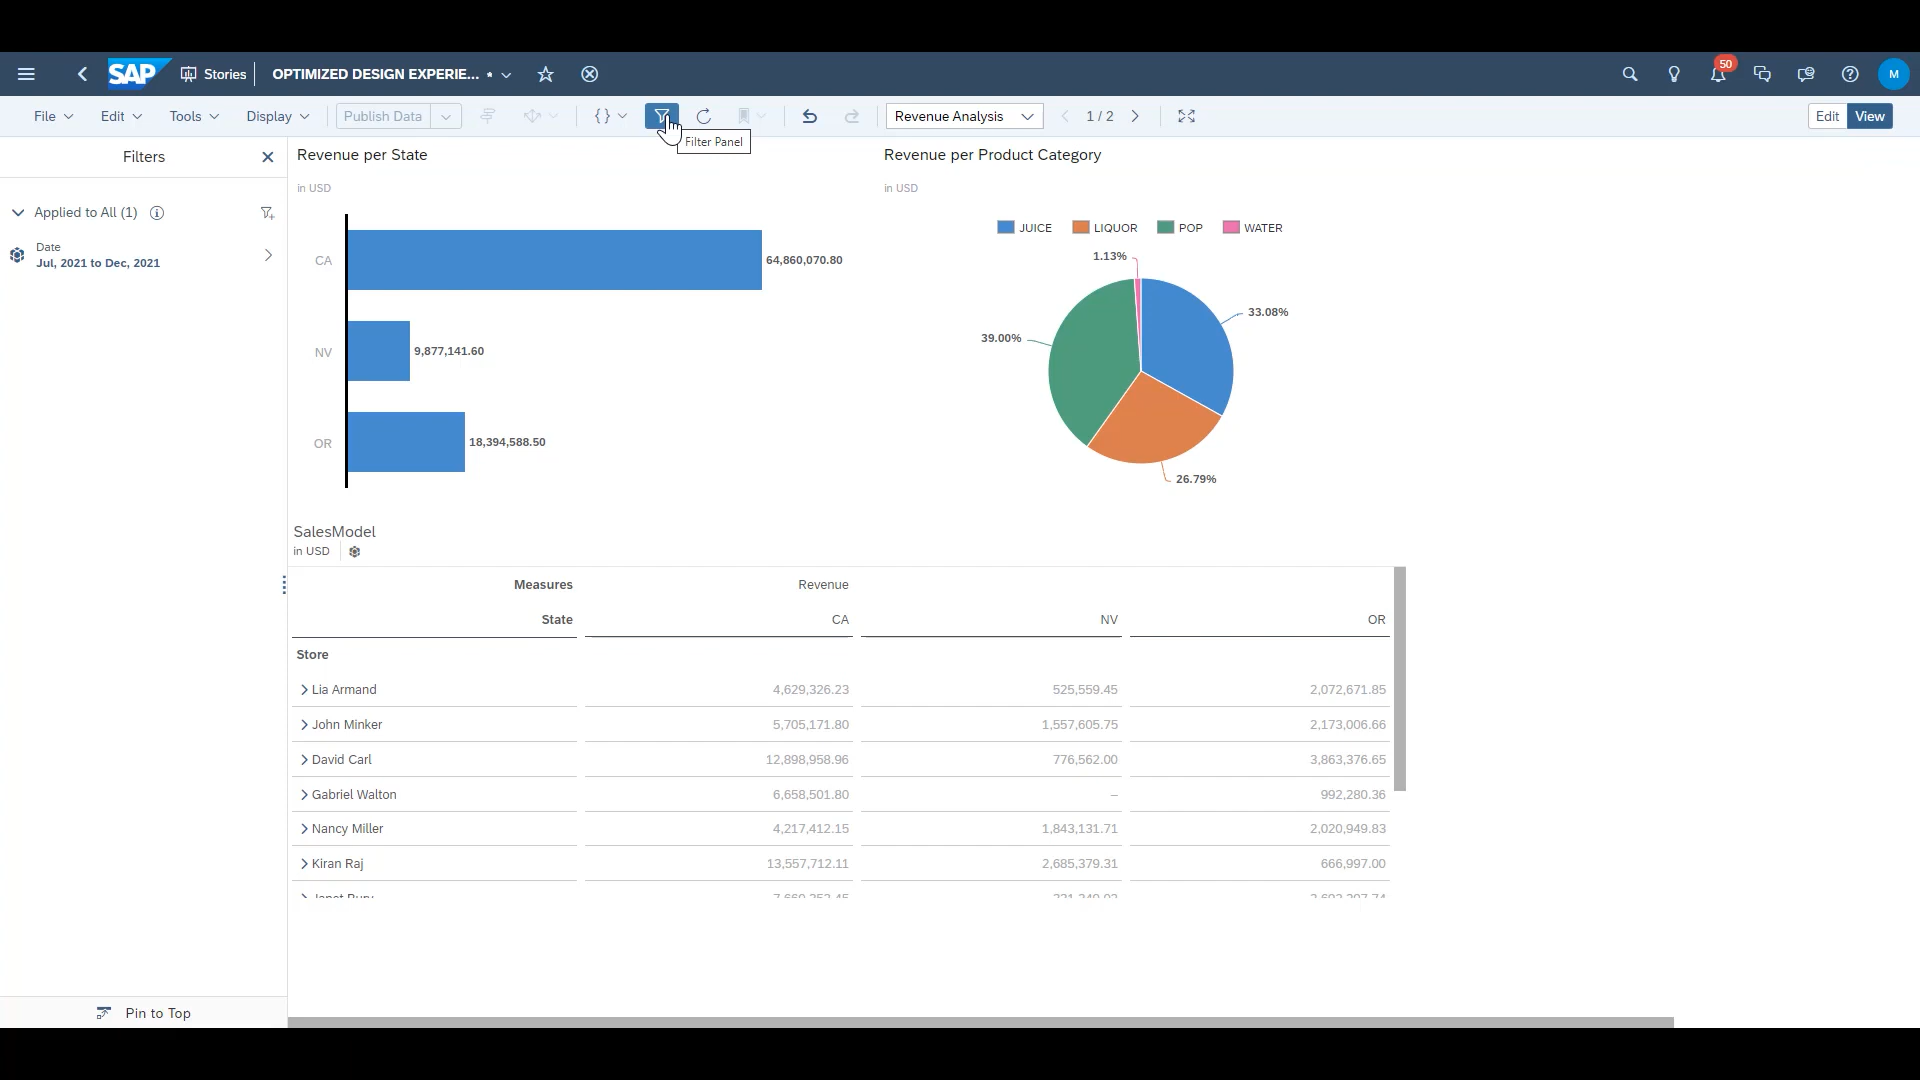 SAP Stories OPTIMIZED DESIGN EXPERIE... * 50 M
File Edit Tools Display Publish Data { } Revenue Analysis 1 / 2 Edit View
Filter Panel
Filters
Applied to All (1)
Date
Jul, 2021 to Dec, 2021
Pin to Top
Revenue per State
in USD
CA 64,860,070.80
NV 9,877,141.60
OR 18,394,588.50
Revenue per Product Category
in USD
JUICE LIQUOR POP WATER
1.13%
33.08%
39.00%
26.79%
SalesModel
in USD
Measures Revenue
State CA NV OR
Store
Lia Armand 4,629,326.23 525,559.45 2,072,671.85
John Minker 5,705,171.80 1,557,605.75 2,173,006.66
David Carl 12,898,958.96 776,562.00 3,863,376.65
Gabriel Walton 6,658,501.80 – 992,280.36
Nancy Miller 4,217,412.15 1,843,131.71 2,020,949.83
Kiran Raj 13,557,712.11 2,685,379.31 666,997.00